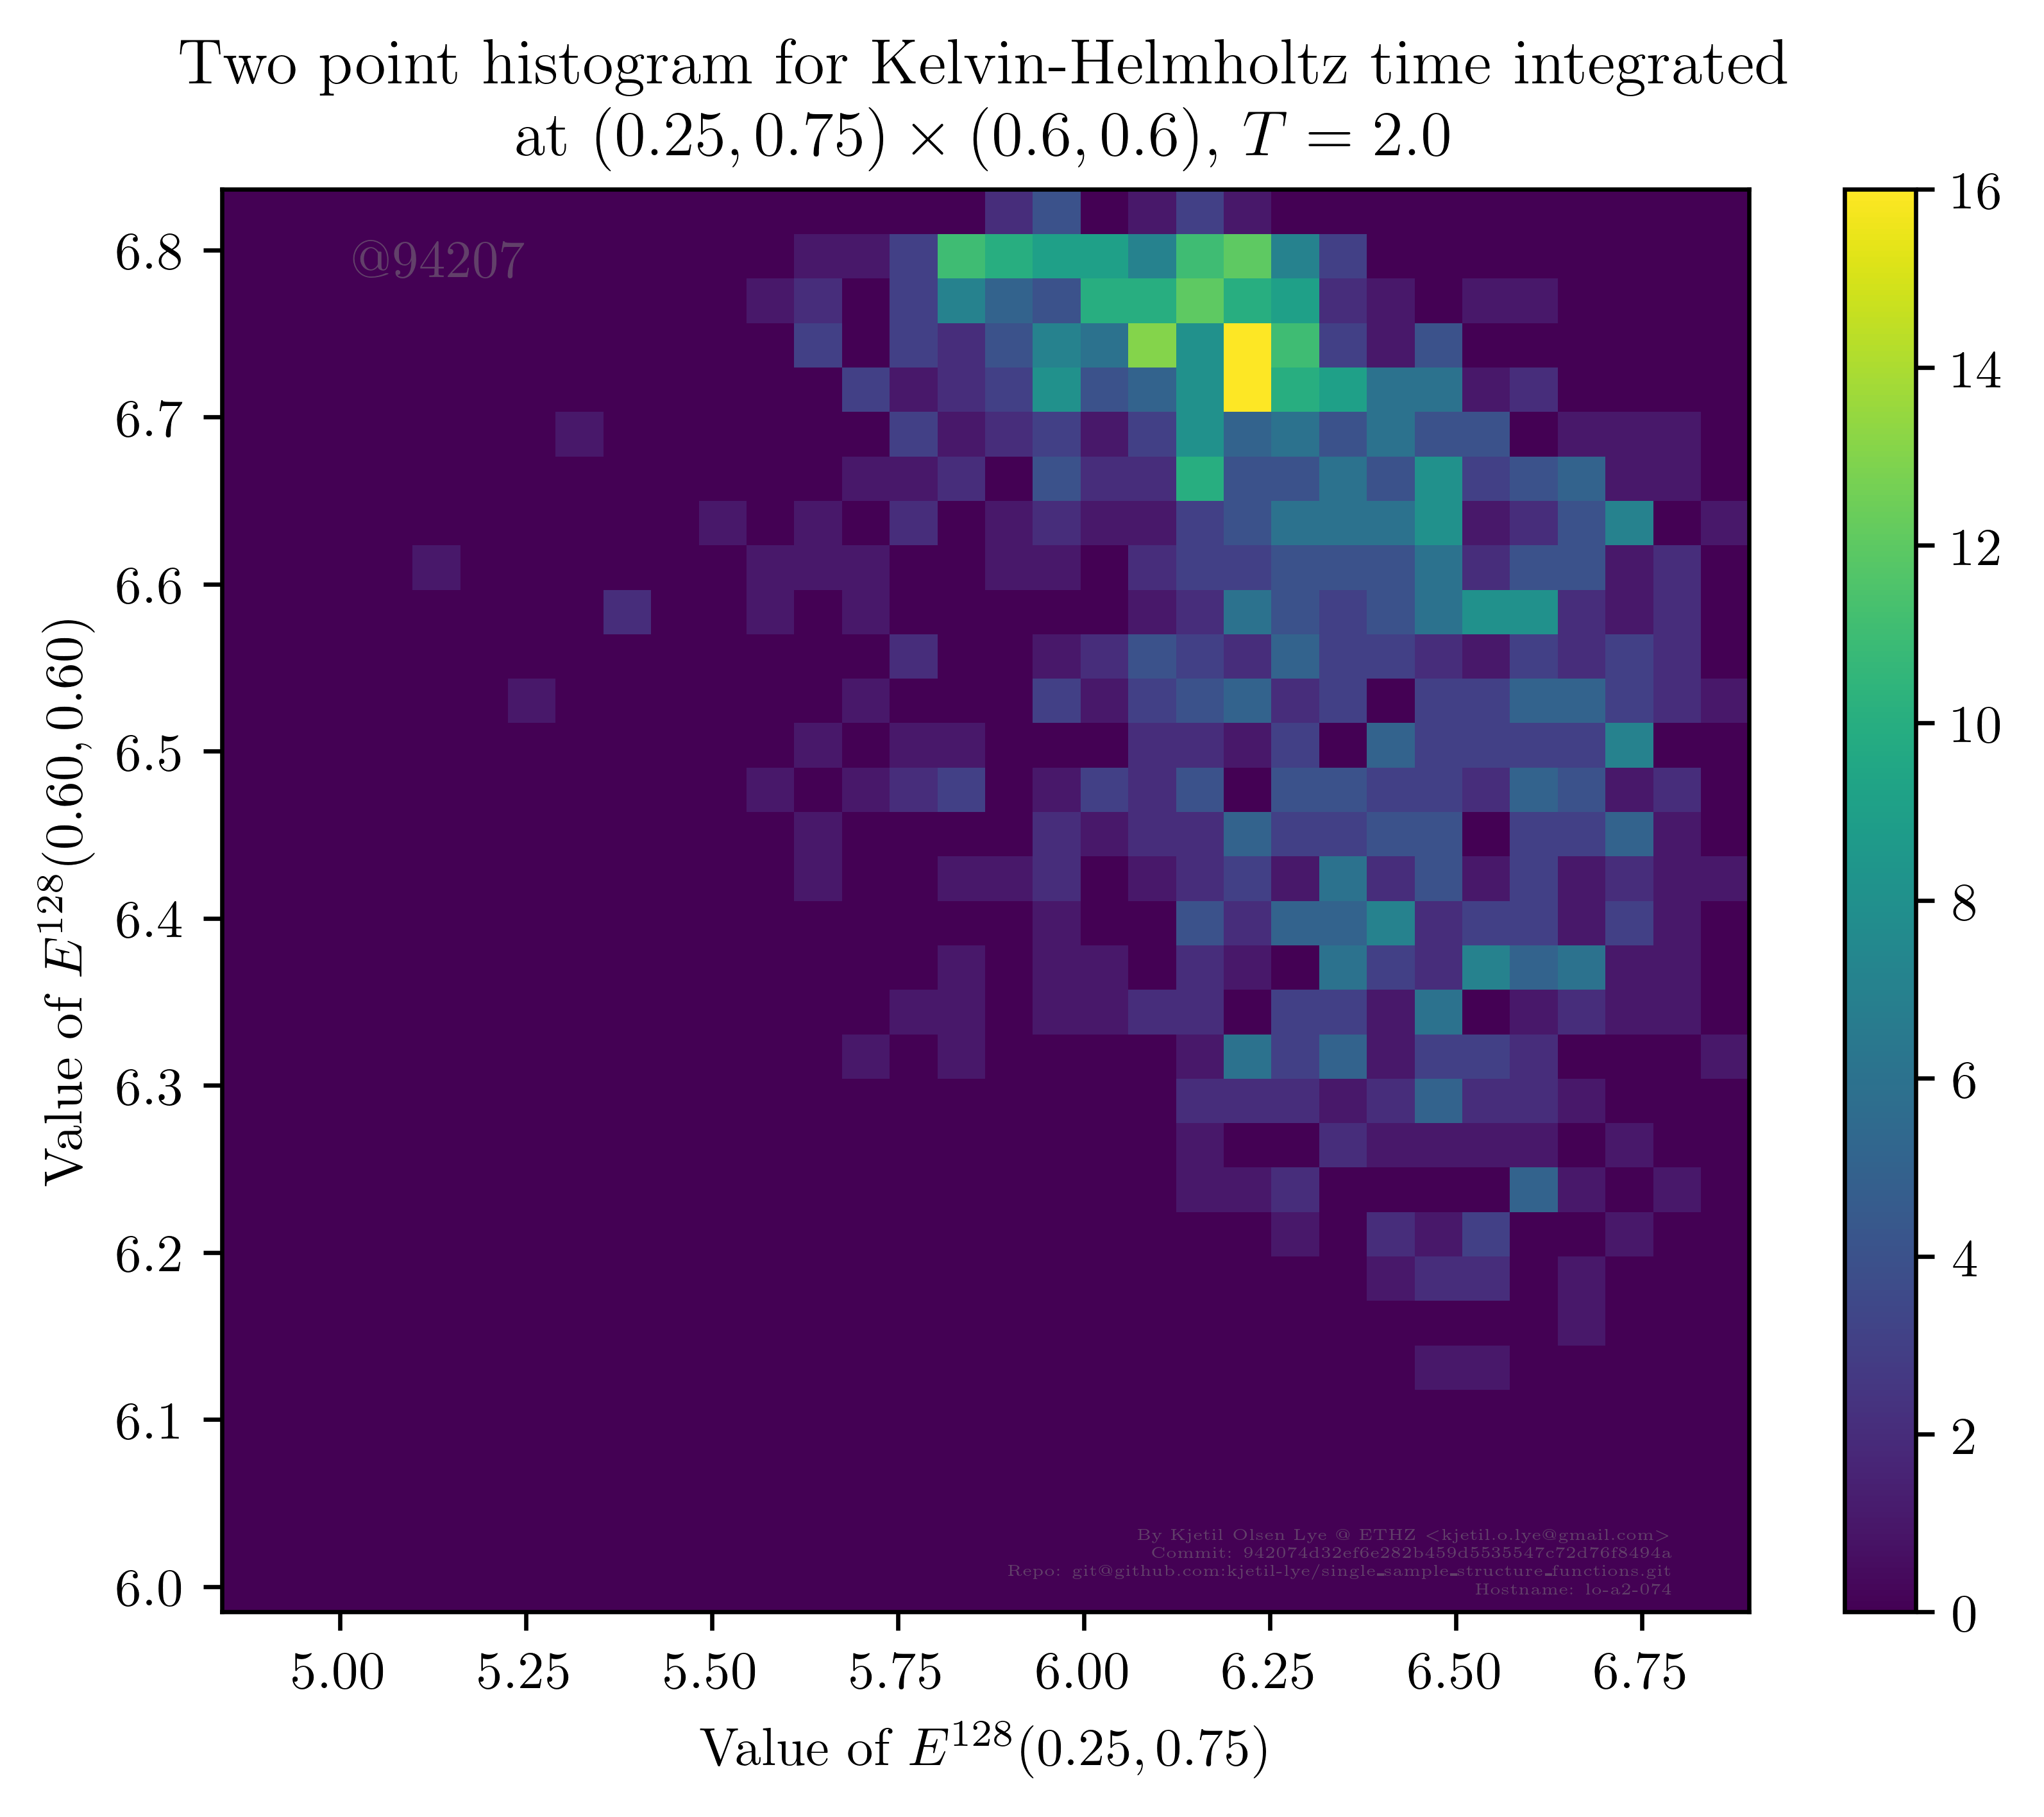 Two point histogram for Kelvin-Helmholtz time integrated
at (0.25, 0.75) × (0.6, 0.6), T = 2.0
@94207
6.8
6.7
6.6
6.5
6.4
6.3
6.2
6.1
6.0
Value of E¹²⁸(0.60, 0.60)
5.00 5.25 5.50 5.75 6.00 6.25 6.50 6.75
Value of E¹²⁸(0.25, 0.75)
16
14
12
10
8
6
4
2
0
By Kjetil Olsen Lye @ ETHZ <kjetil.o.lye@gmail.com>
Commit: 942074d32ef6e282b459d5535547c72d76f8494a
Repo: git@github.com:kjetil-lye/single_sample_structure_functions.git
Hostname: lo-a2-074